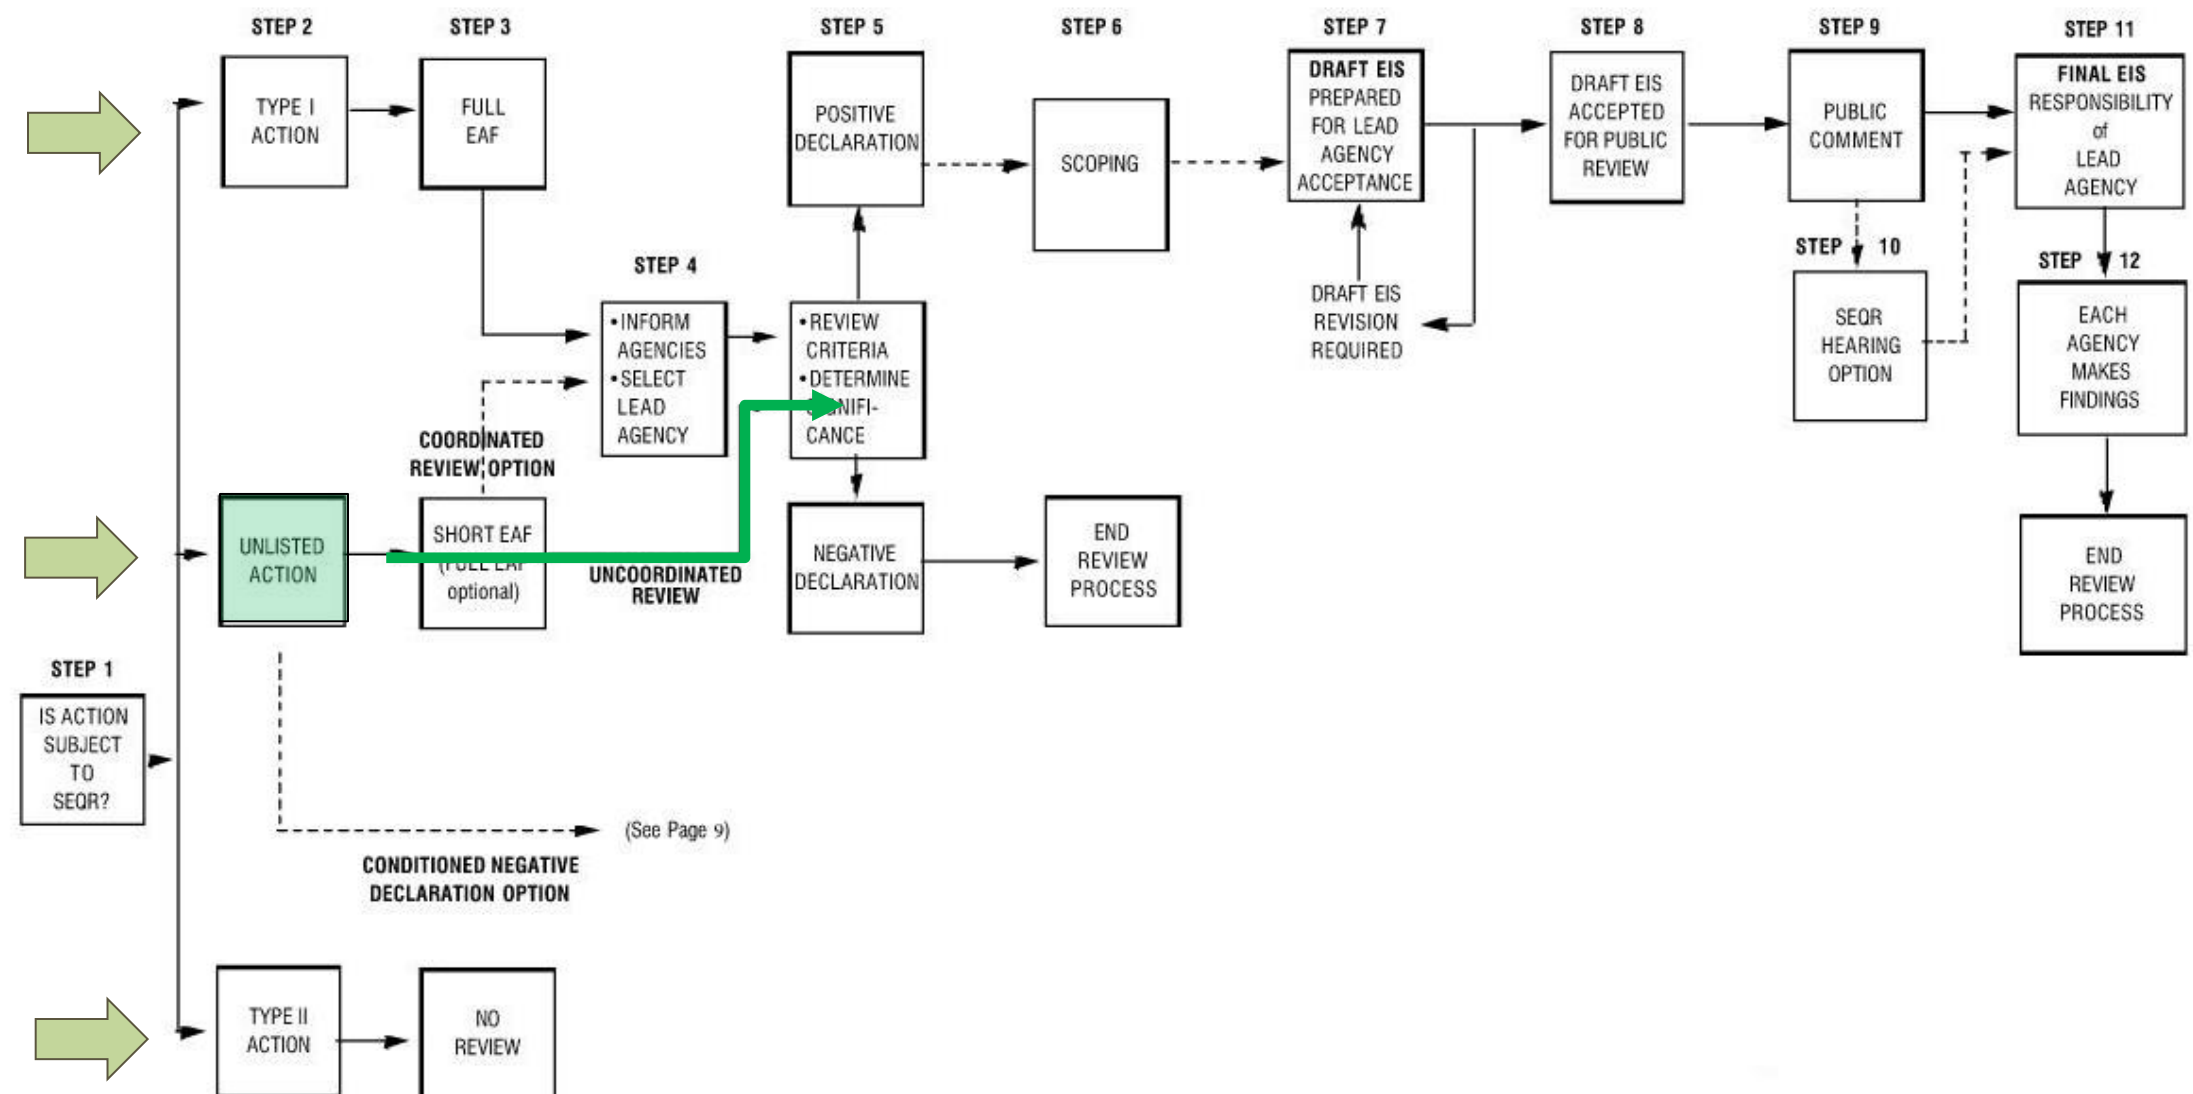 STEP 2
STEP 3
STEP 5
STEP 6
STEP 7
STEP 8
STEP 9
STEP 11
TYPE I
ACTION
FULL
EAF
POSITIVE
DECLARATION
SCOPING
DRAFT EIS
PREPARED
FOR LEAD
AGENCY
ACCEPTANCE
DRAFT EIS
ACCEPTED
FOR PUBLIC
REVIEW
PUBLIC
COMMENT
FINAL EIS
RESPONSIBILITY
of
LEAD
AGENCY
STEP 4
STEP 10
STEP 12
•INFORM
AGENCIES
•SELECT
LEAD
AGENCY
•REVIEW
CRITERIA
•DETERMINE
SIGNIFI-
CANCE
DRAFT EIS
REVISION
REQUIRED
SEQR
HEARING
OPTION
EACH
AGENCY
MAKES
FINDINGS
COORDINATED
REVIEW OPTION
UNLISTED
ACTION
SHORT EAF
(FULL EAF
optional)
UNCOORDINATED
REVIEW
NEGATIVE
DECLARATION
END
REVIEW
PROCESS
END
REVIEW
PROCESS
STEP 1
IS ACTION
SUBJECT
TO
SEQR?
(See Page 9)
CONDITIONED NEGATIVE
DECLARATION OPTION
TYPE II
ACTION
NO
REVIEW